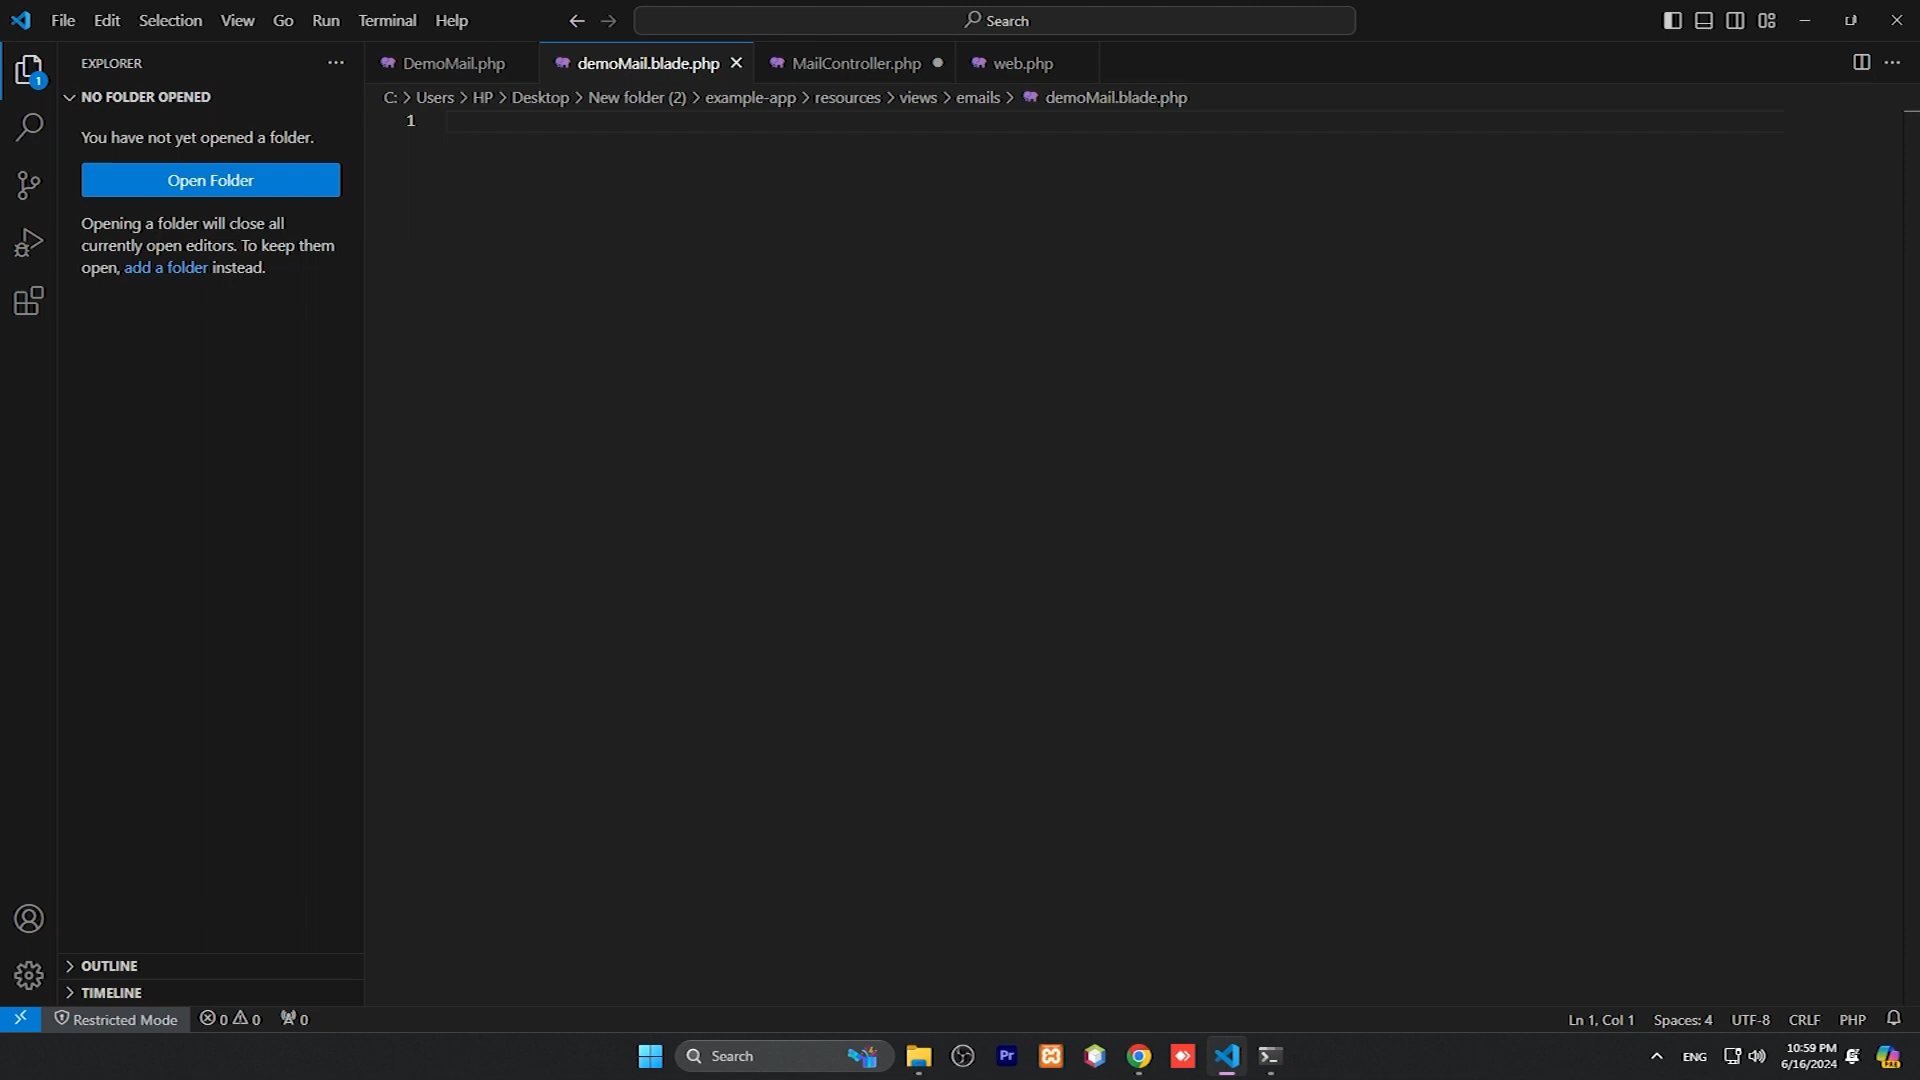 File Edit Selection View Go Run Terminal Help
Search
EXPLORER
1
DemoMail.php
demoMail.blade.php
MailController.php
web.php
NO FOLDER OPENED
C: > Users > HP > Desktop > New folder (2) > example-app > resources > views > emails > demoMail.blade.php
1
You have not yet opened a folder.
Open Folder
Opening a folder will close all
currently open editors. To keep them
open, add a folder instead.
OUTLINE
TIMELINE
Restricted Mode
0 0
0
Ln 1, Col 1
Spaces: 4
UTF-8
CRLF
PHP
Search
Pr
ENG
10:59 PM
6/16/2024
PRE